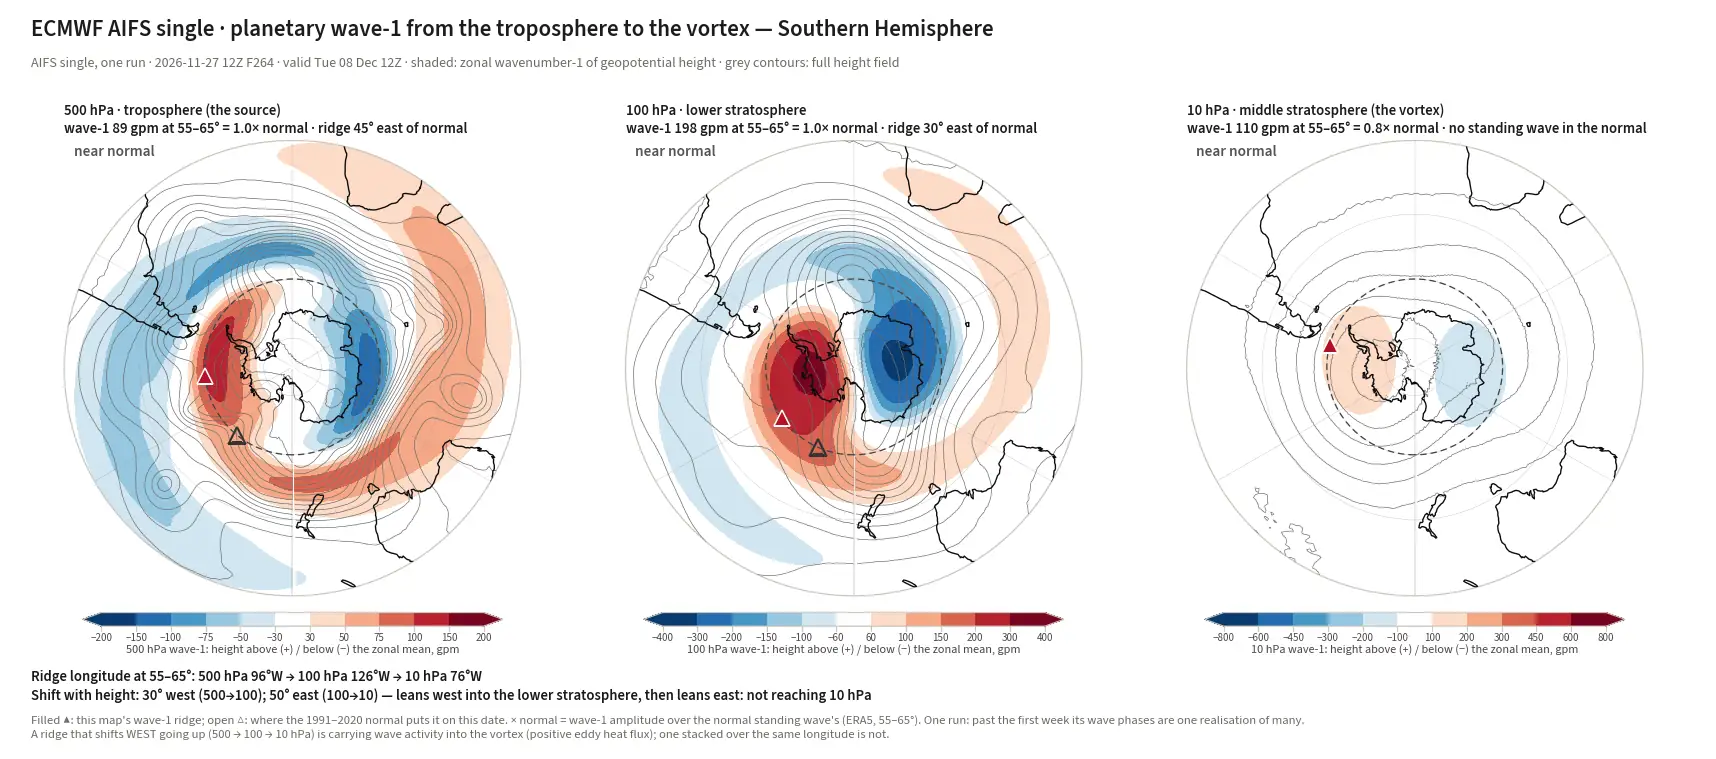 ECMWF AIFS single · planetary wave-1 from the troposphere to the vortex — Southern Hemisphere
AIFS single, one run · 2026-11-27 12Z F264 · valid Tue 08 Dec 12Z · shaded: zonal wavenumber-1 of geopotential height · grey contours: full height field
500 hPa · troposphere (the source)
wave-1 89 gpm at 55–65° = 1.0× normal · ridge 45° east of normal
near normal
100 hPa · lower stratosphere
wave-1 198 gpm at 55–65° = 1.0× normal · ridge 30° east of normal
near normal
10 hPa · middle stratosphere (the vortex)
wave-1 110 gpm at 55–65° = 0.8× normal · no standing wave in the normal
near normal
−200 −150 −100 −75 −50 −30 30 50 75 100 150 200
500 hPa wave-1: height above (+) / below (−) the zonal mean, gpm
−400 −300 −200 −150 −100 −60 60 100 150 200 300 400
100 hPa wave-1: height above (+) / below (−) the zonal mean, gpm
−800 −600 −450 −300 −200 −100 100 200 300 450 600 800
10 hPa wave-1: height above (+) / below (−) the zonal mean, gpm
Ridge longitude at 55–65°: 500 hPa 96°W → 100 hPa 126°W → 10 hPa 76°W
Shift with height: 30° west (500→100); 50° east (100→10) — leans west into the lower stratosphere, then leans east: not reaching 10 hPa
Filled ▲: this map's wave-1 ridge; open △: where the 1991–2020 normal puts it on this date. × normal = wave-1 amplitude over the normal standing wave's (ERA5, 55–65°). One run: past the first week its wave phases are one realisation of many.
A ridge that shifts WEST going up (500 → 100 → 10 hPa) is carrying wave activity into the vortex (positive eddy heat flux); one stacked over the same longitude is not.